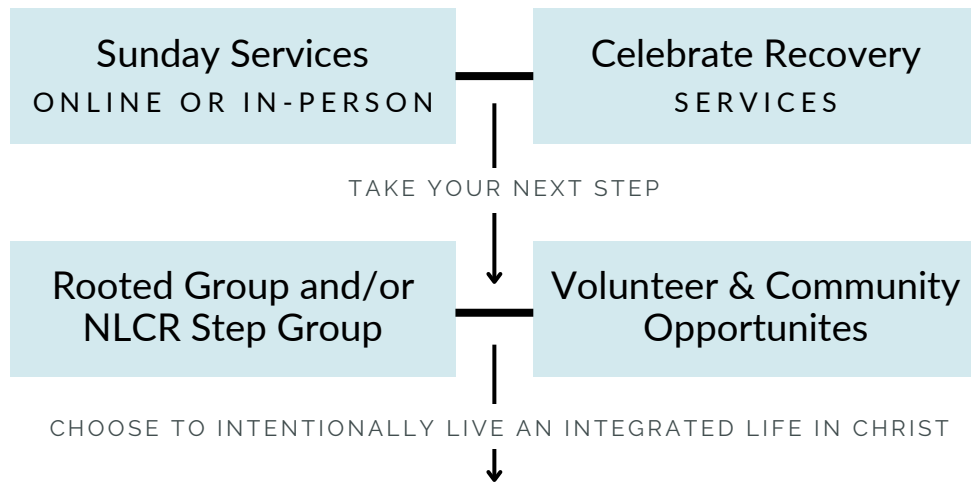 Sunday Services
ONLINE OR IN-PERSON
Celebrate Recovery
SERVICES
TAKE YOUR NEXT STEP
Rooted Group and/or
NLCR Step Group
Volunteer & Community
Opportunites
CHOOSE TO INTENTIONALLY LIVE AN INTEGRATED LIFE IN CHRIST